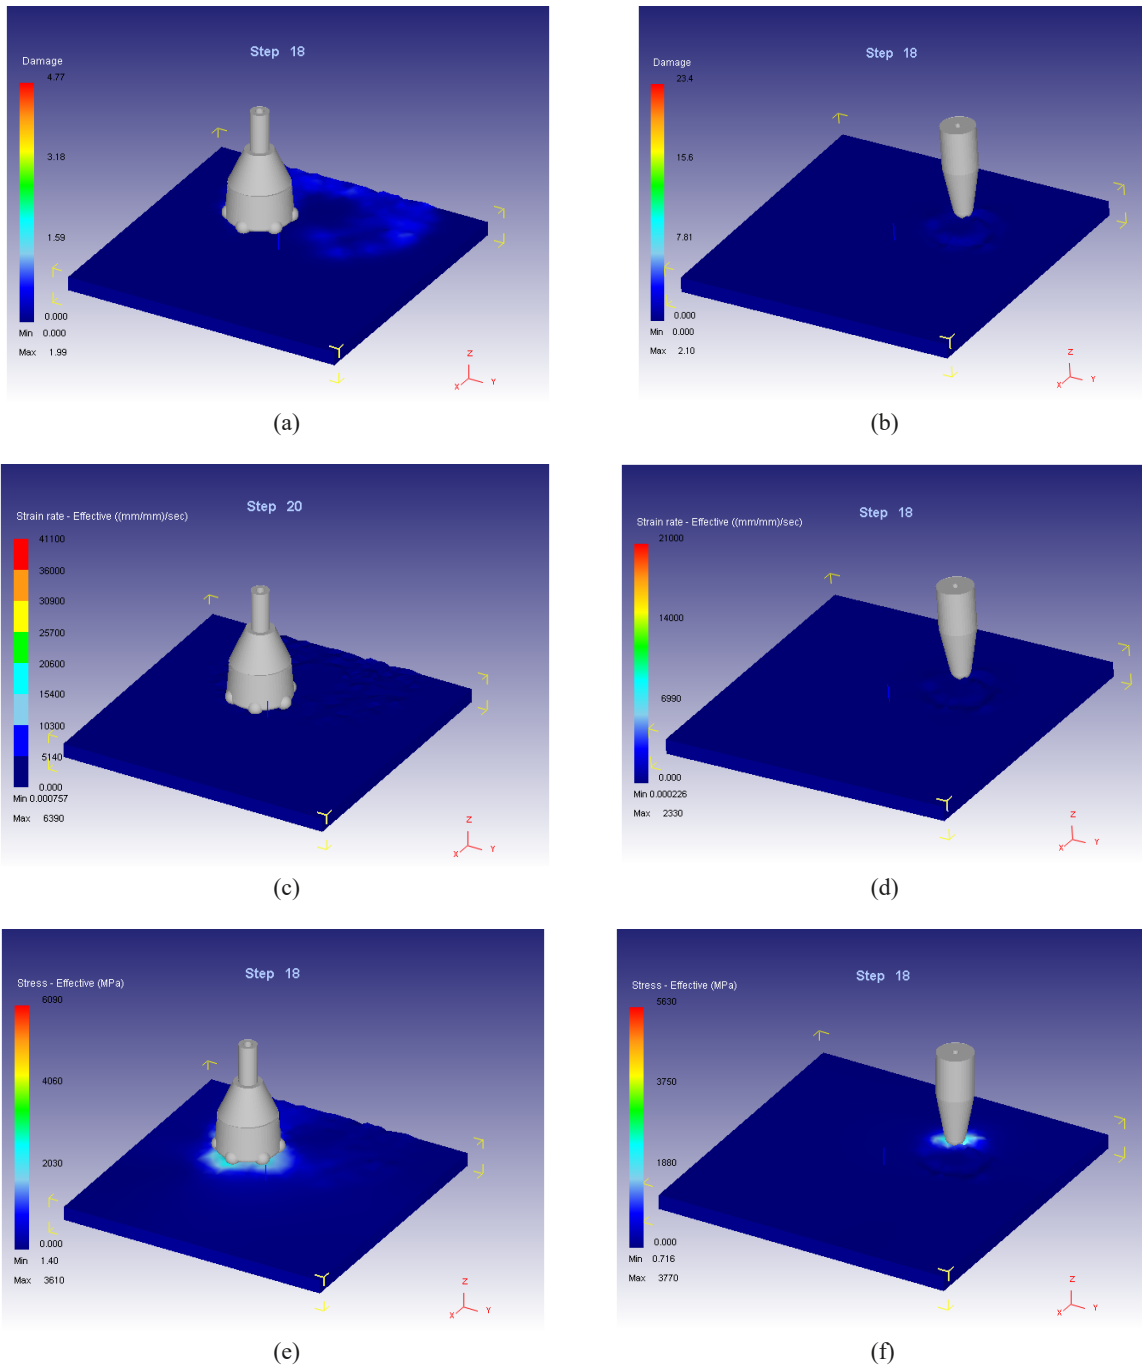 Step 18
Damage
4.77
3.18
1.59
0.000
Min 0.000
Max 1.99
Z
X
Y
(a)
Step 18
Damage
23.4
15.6
7.81
0.000
Min 0.000
Max 2.10
Z
X
Y
(b)
Step 20
Strain rate - Effective ((mm/mm)/sec)
41100
36000
30900
25700
20600
15400
10300
5140
0.000
Min 0.000757
Max 6390
Z
X
Y
(c)
Step 18
Strain rate - Effective ((mm/mm)/sec)
21000
14000
6990
0.000
Min 0.000226
Max 2330
Z
X
Y
(d)
Step 18
Stress - Effective (MPa)
6090
4060
2030
0.000
Min 1.40
Max 3610
Z
X
Y
(e)
Step 18
Stress - Effective (MPa)
5630
3750
1880
0.000
Min 0.716
Max 3770
Z
X
Y
(f)